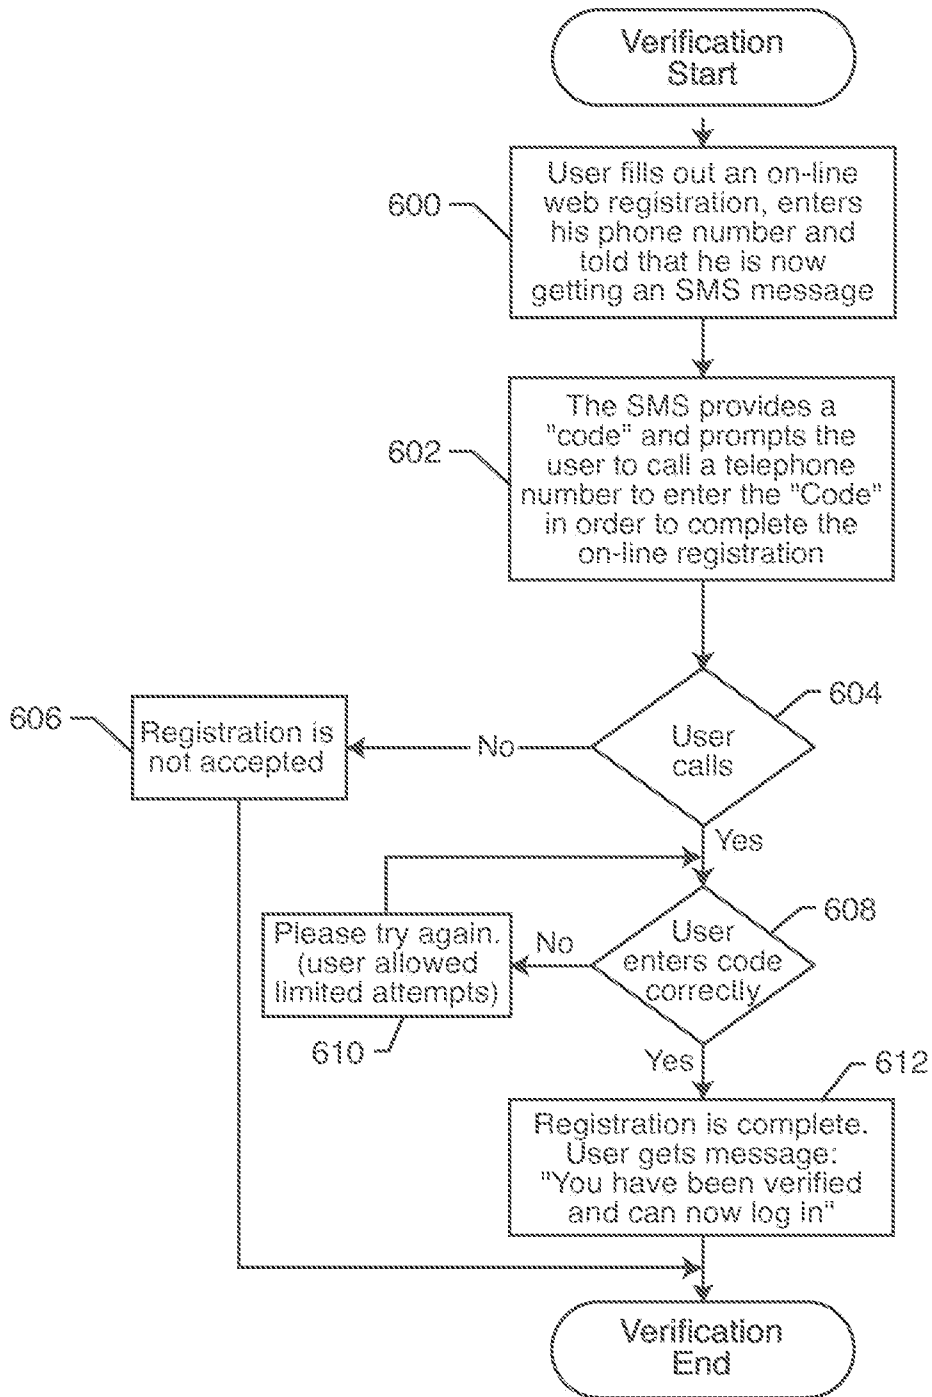 Verification
Start
600
User fills out an on-line
web registration, enters
his phone number and
told that he is now
getting an SMS message
602
The SMS provides a
"code" and prompts the
user to call a telephone
number to enter the "Code"
in order to complete the
on-line registration
604
User
calls
No
606
Registration is
not accepted
Yes
608
User
enters code
correctly
No
Please try again.
(user allowed
limited attempts)
610
Yes
612
Registration is complete.
User gets message:
"You have been verified
and can now log in"
Verification
End